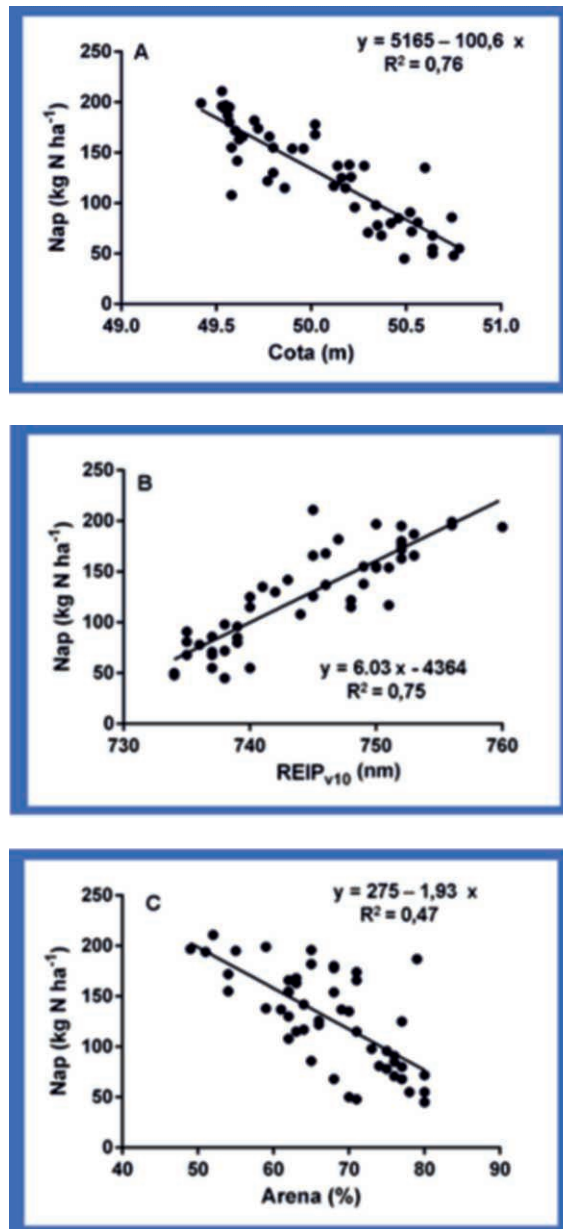 A
y = 5165 – 100,6 x
R² = 0,76
250
200
150
100
50
0
Nap (kg N ha⁻¹)
49.0 49.5 50.0 50.5 51.0
Cota (m)
B
250
200
150
100
50
0
Nap (kg N ha⁻¹)
y = 6.03 x - 4364
R² = 0,75
730 740 750 760
REIPv10 (nm)
C
y = 275 – 1,93 x
R² = 0,47
250
200
150
100
50
0
Nap (kg N ha⁻¹)
40 50 60 70 80 90
Arena (%)